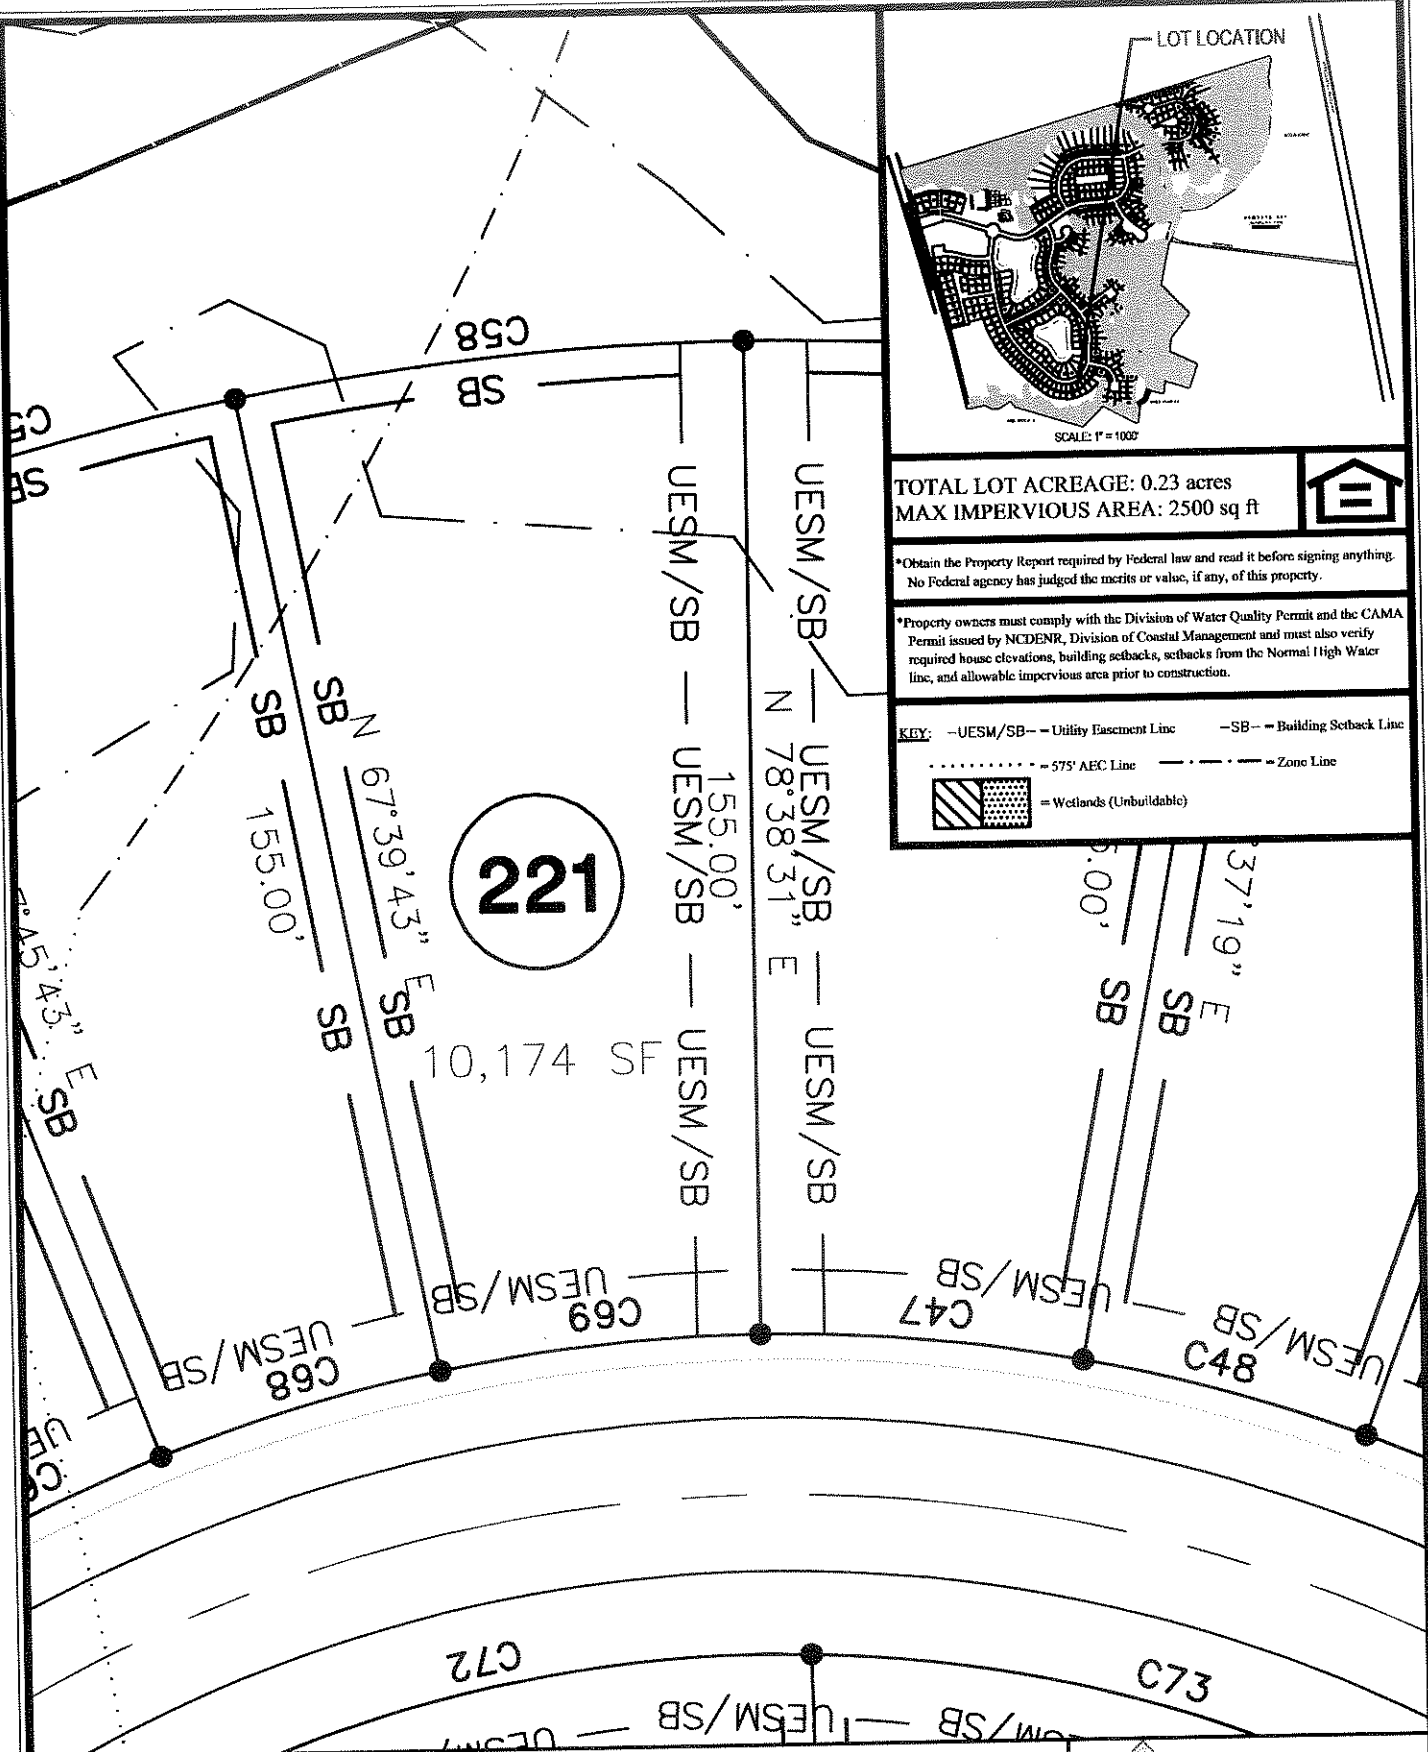 LOT LOCATION
SCALE: 1" = 1000'
TOTAL LOT ACREAGE: 0.23 acres
MAX IMPERVIOUS AREA: 2500 sq ft
*Obtain the Property Report required by Federal law and read it before signing anything.
No Federal agency has judged the merits or value, if any, of this property.
*Property owners must comply with the Division of Water Quality Permit and the CAMA
Permit issued by NCDENR, Division of Coastal Management and must also verify
required house elevations, building setbacks, setbacks from the Normal High Water
line, and allowable impervious area prior to construction.
KEY: -UESM/SB- = Utility Easement Line -SB- = Building Setback Line
= 575' AEC Line = Zone Line
= Wetlands (Unbuildable)
C58
SB
SB
UESM/SB
UESM/SB
UESM/SB
UESM/SB
UESM/SB
UESM/SB
SB
SB
N 67°39'43" E
155.00'
SB
SB
221
10,174 SF
155.00'
N 78°38'31" E
37'19" E
5.00'
SB
SB
45'43" E
SB
UESM/SB
C68
UESM/SB
C69
UESM/SB
C47
UESM/SB
C48
C72
C73
UESM/SB